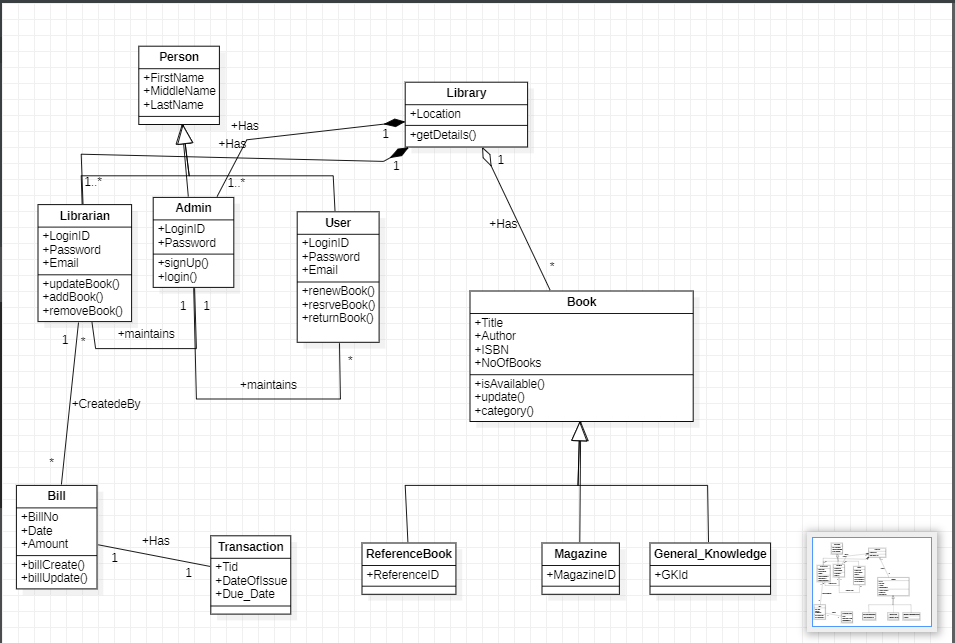 Person
+FirstName
+MiddleName
+LastName
Library
+Location
+getDetails()
+Has
1
+Has
1
1
1..*
1..*
Librarian
+LoginID
+Password
+Email
+updateBook()
+addBook()
+removeBook()
Admin
+LoginID
+Password
+signUp()
+login()
User
+LoginID
+Password
+Email
+renewBook()
+resrveBook()
+returnBook()
+Has
*
Book
+Title
+Author
+ISBN
+NoOfBooks
+isAvailable()
+update()
+category()
1
1
1
*
+maintains
*
+maintains
+CreatedeBy
*
Bill
+BillNo
+Date
+Amount
+billCreate()
+billUpdate()
+Has
1
1
Transaction
+Tid
+DateOfIssue
+Due_Date
ReferenceBook
+ReferenceID
Magazine
+MagazineID
General_Knowledge
+GKId